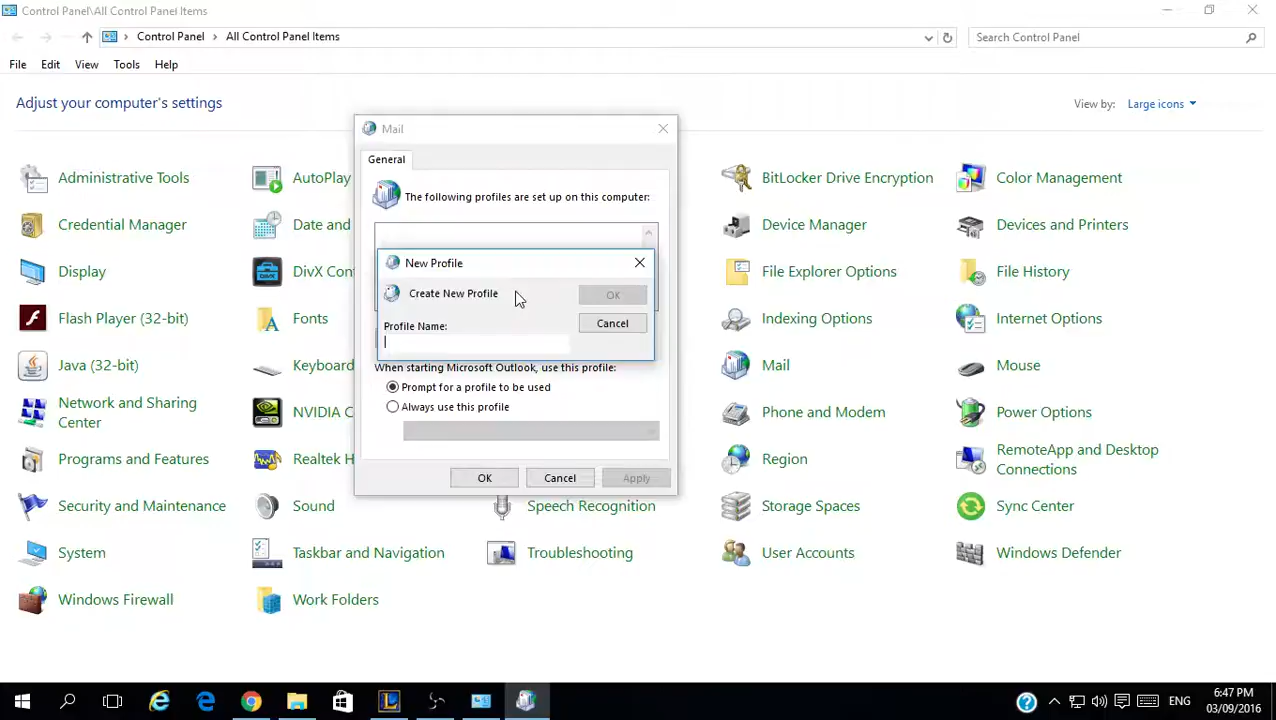 Control Panel\All Control Panel Items
Control Panel
All Control Panel Items
Search Control Panel
File
Edit
View
Tools
Help
Adjust your computer's settings
View by:
Large icons
Administrative Tools
AutoPlay
BitLocker Drive Encryption
Color Management
Credential Manager
Date and
Device Manager
Devices and Printers
Display
DivX Con
File Explorer Options
File History
Flash Player (32-bit)
Fonts
Indexing Options
Internet Options
Java (32-bit)
Keyboard
Mail
Mouse
Network and Sharing
Center
NVIDIA C
Phone and Modem
Power Options
Programs and Features
Realtek H
Region
RemoteApp and Desktop
Connections
Security and Maintenance
Sound
Speech Recognition
Storage Spaces
Sync Center
System
Taskbar and Navigation
Troubleshooting
User Accounts
Windows Defender
Windows Firewall
Work Folders
Mail
General
The following profiles are set up on this computer:
New Profile
Create New Profile
OK
Profile Name:
Cancel
When starting Microsoft Outlook, use this profile:
Prompt for a profile to be used
Always use this profile
OK
Cancel
Apply
ENG
6:47 PM
03/09/2016